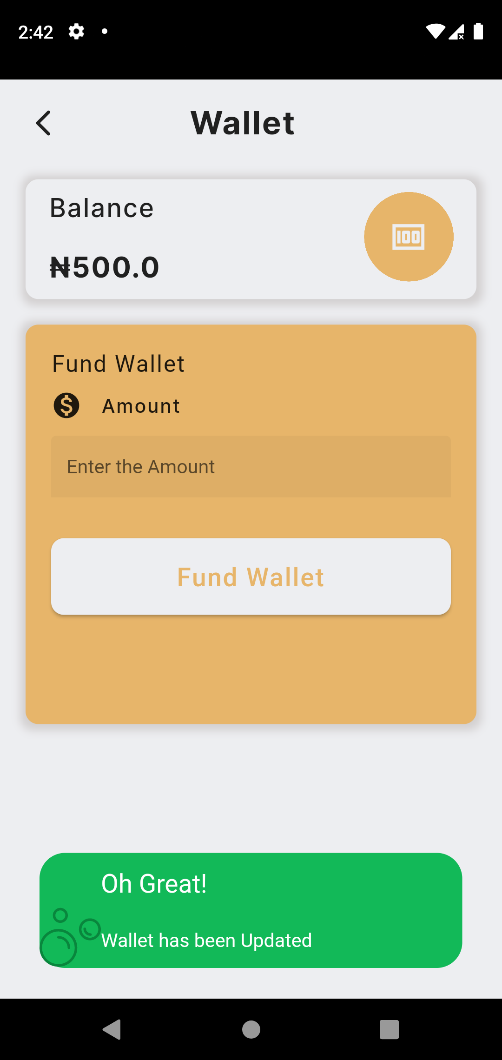 2:42
Wallet
Balance
₦500.0
100
Fund Wallet
Amount
Enter the Amount
Fund Wallet
Oh Great!
Wallet has been Updated